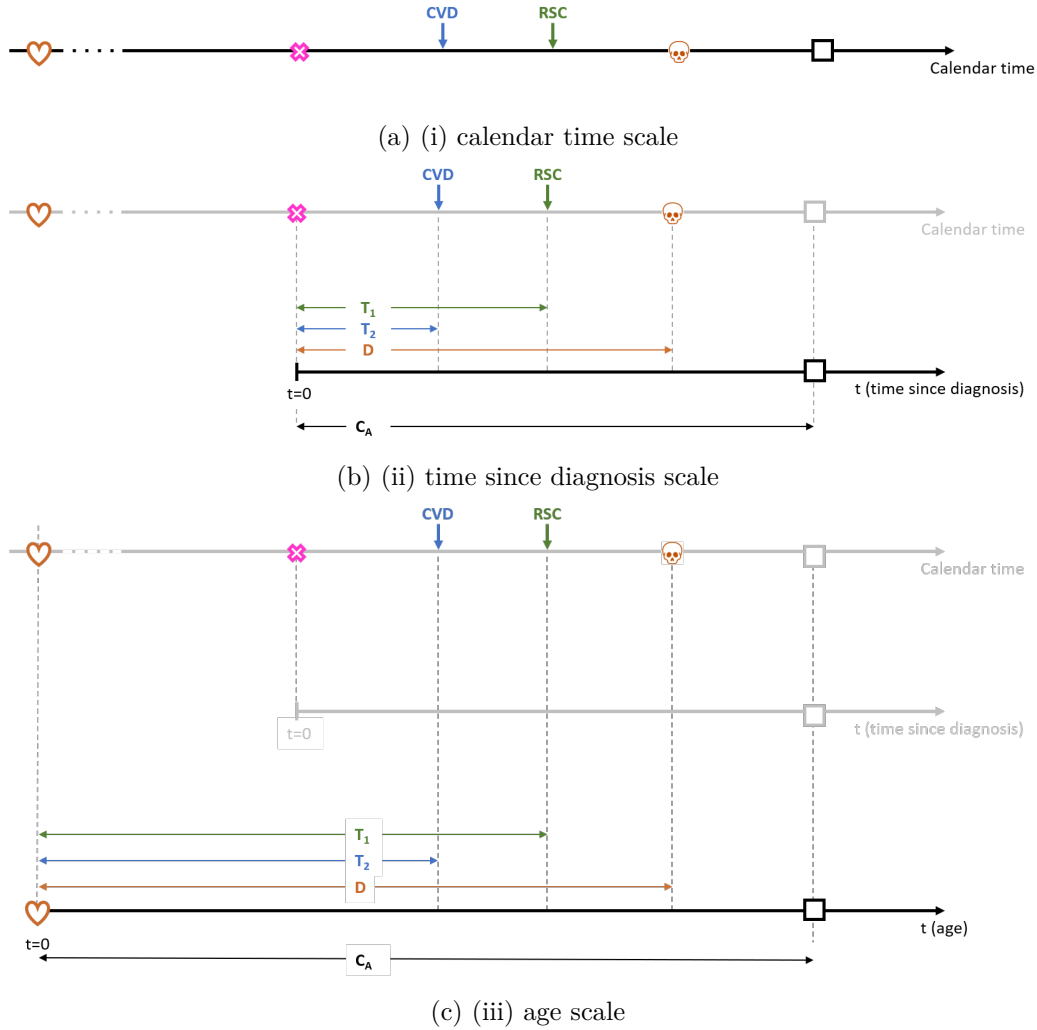 CVD RSC
Calendar time
(a) (i) calendar time scale
CVD RSC
Calendar time
T1
T2
D
t=0
t (time since diagnosis)
CA
(b) (ii) time since diagnosis scale
CVD RSC
Calendar time
t=0
t (time since diagnosis)
T1
T2
D
t=0
t (age)
CA
(c) (iii) age scale